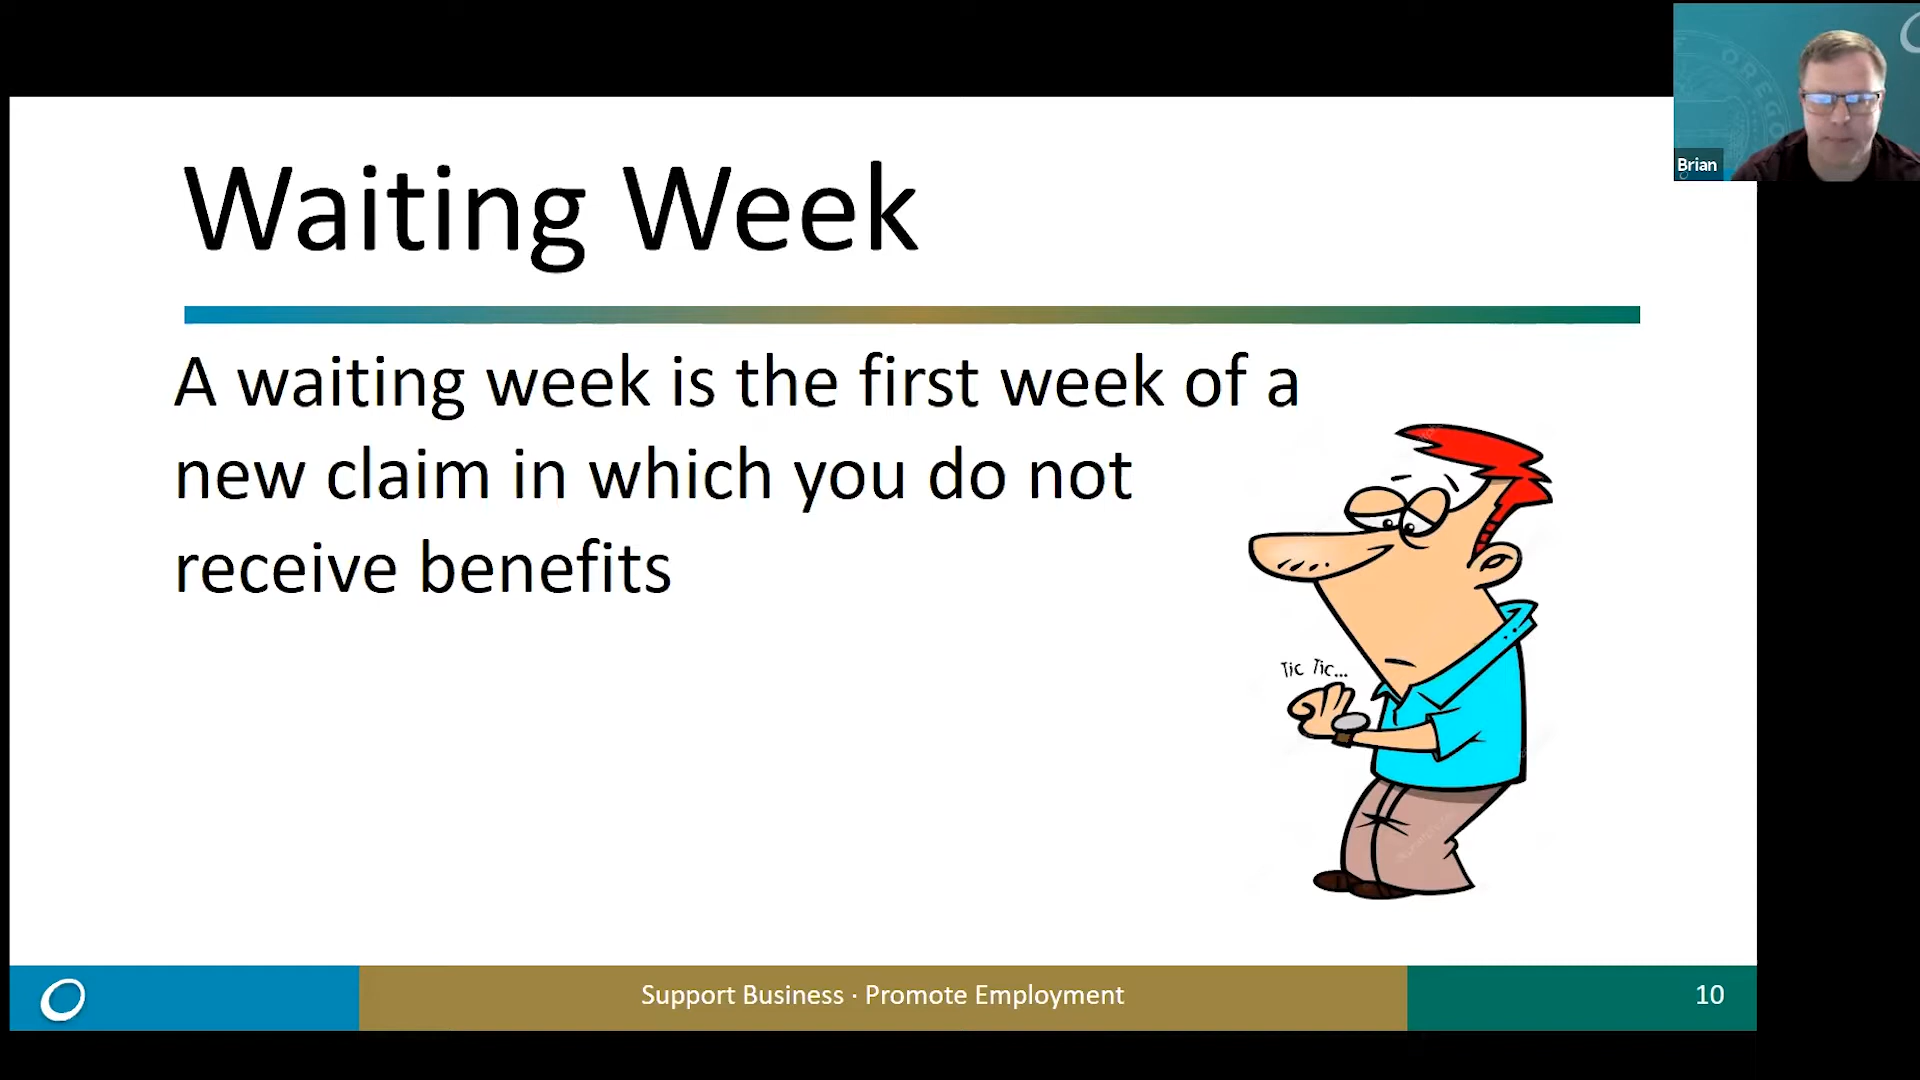 Waiting Week
A waiting week is the first week of a
new claim in which you do not
receive benefits
Tic Tic...
Support Business · Promote Employment
10
OREGO
Brian